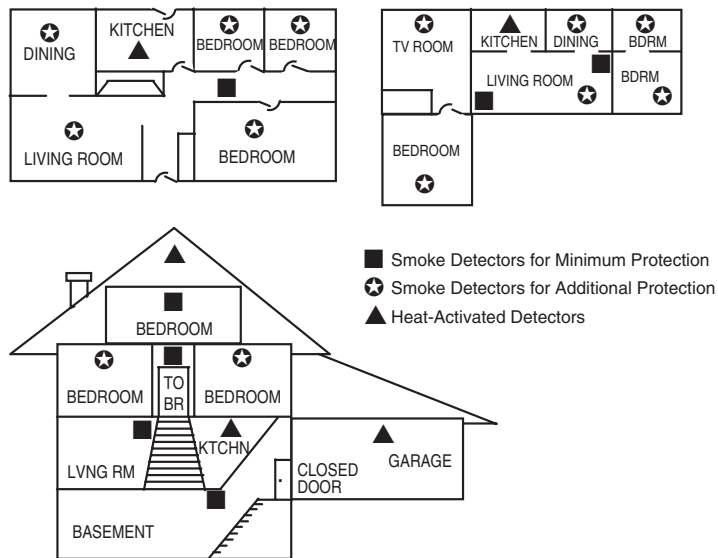 DINING
KITCHEN
BEDROOM
BEDROOM
LIVING ROOM
BEDROOM
TV ROOM
KITCHEN
DINING
BDRM
LIVING ROOM
BDRM
BEDROOM
Smoke Detectors for Minimum Protection
Smoke Detectors for Additional Protection
Heat-Activated Detectors
BEDROOM
BEDROOM
TO
BR
BEDROOM
LVNG RM
KTCHN
CLOSED
DOOR
GARAGE
BASEMENT